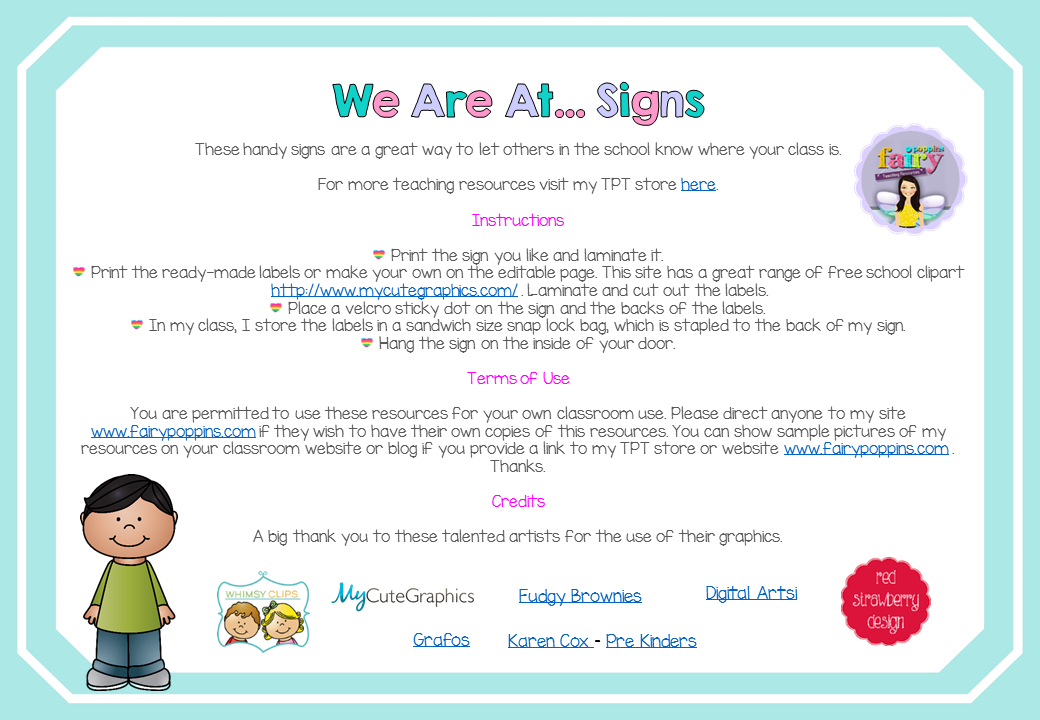 We Are At... Signs
These handy signs are a great way to let others in the school know where your class is.
poppins
fairy
Teaching Resources
For more teaching resources visit my TPT store here.
Instructions
Print the sign you like and laminate it.
Print the ready-made labels or make your own on the editable page. This site has a great range of free school clipart
http://www.mycutegraphics.com/ . Laminate and cut out the labels.
Place a velcro sticky dot on the sign and the backs of the labels.
In my class, I store the labels in a sandwich size snap lock bag, which is stapled to the back of my sign.
Hang the sign on the inside of your door.
Terms of Use
You are permitted to use these resources for your own classroom use. Please direct anyone to my site
www.fairypoppins.com if they wish to have their own copies of this resources. You can show sample pictures of my
resources on your classroom website or blog if you provide a link to my TPT store or website www.fairypoppins.com .
Thanks.
Credits
A big thank you to these talented artists for the use of their graphics.
WHIMSY CLIPS
MyCuteGraphics
Fudgy Brownies
Digital Artsi
red
strawberry
design
Grafos
Karen Cox - Pre Kinders